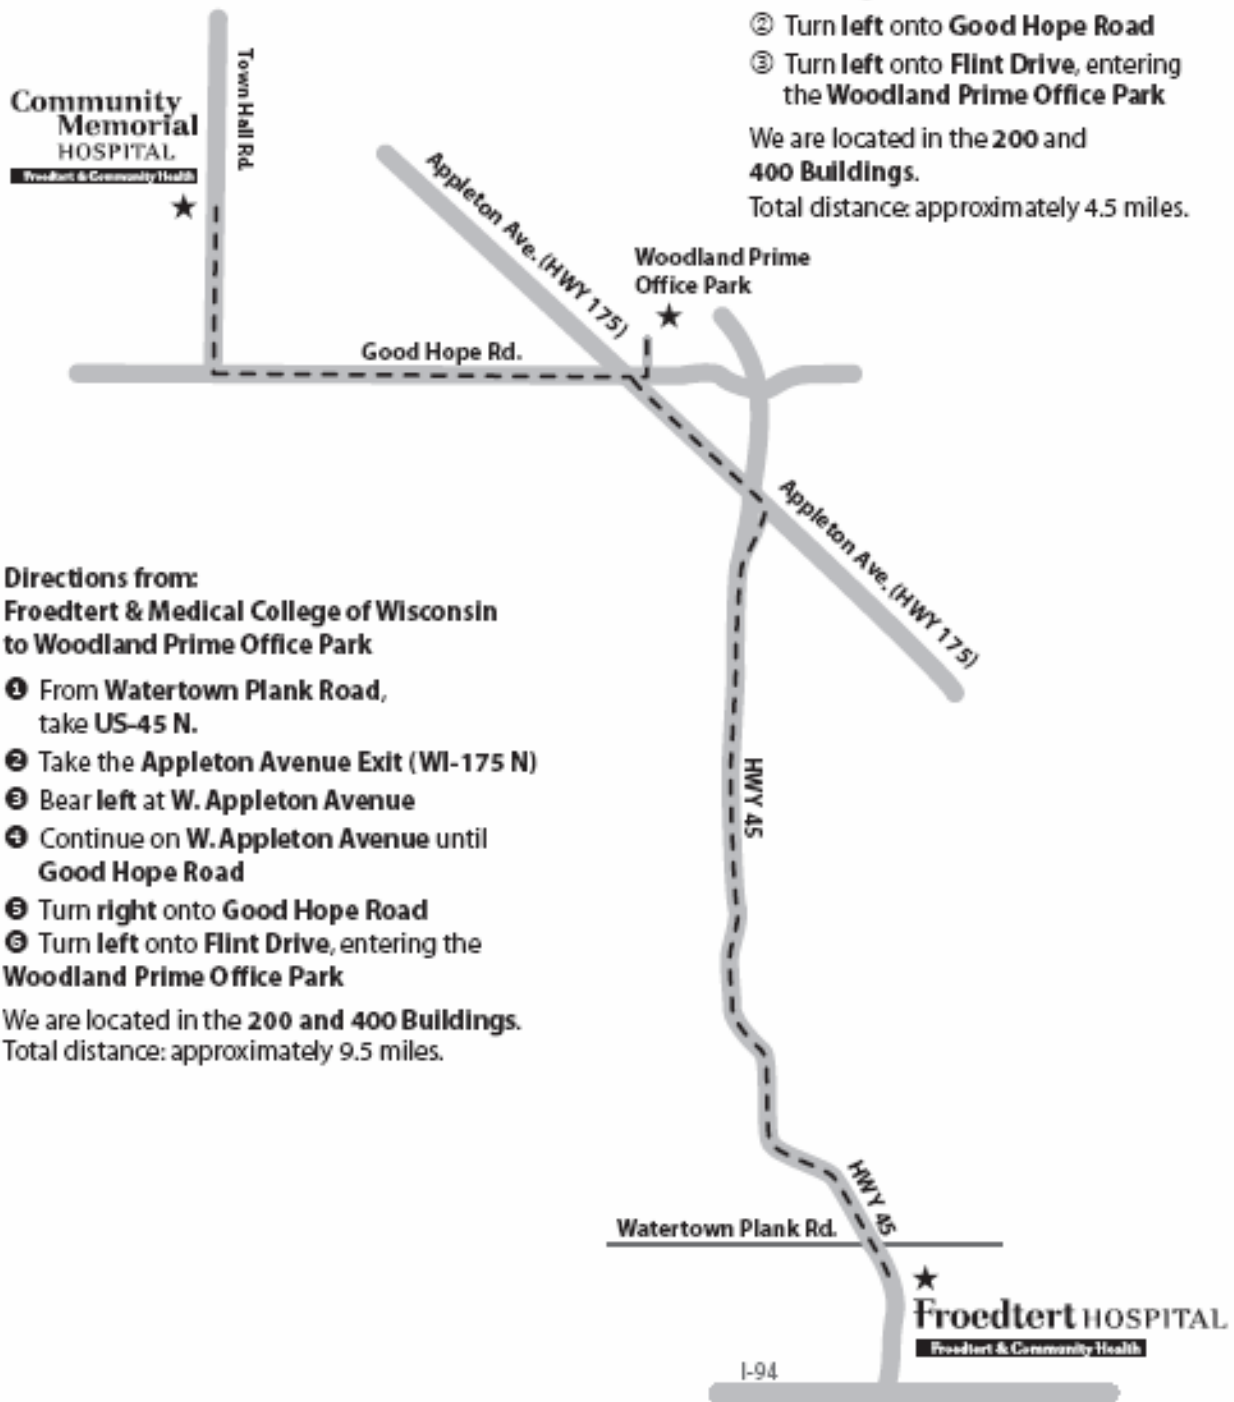 ② Turn left onto Good Hope Road
③ Turn left onto Flint Drive, entering
the Woodland Prime Office Park
We are located in the 200 and
400 Buildings.
Total distance: approximately 4.5 miles.
Community
Memorial
HOSPITAL
Froedtert & Community Health
Town Hall Rd.
Appleton Ave. (HWY 175)
Woodland Prime
Office Park
Good Hope Rd.
Appleton Ave. (HWY 175)
Directions from:
Froedtert & Medical College of Wisconsin
to Woodland Prime Office Park
❶ From Watertown Plank Road,
take US-45 N.
❷ Take the Appleton Avenue Exit (WI-175 N)
❸ Bear left at W. Appleton Avenue
❹ Continue on W. Appleton Avenue until
Good Hope Road
❺ Turn right onto Good Hope Road
❻ Turn left onto Flint Drive, entering the
Woodland Prime Office Park
We are located in the 200 and 400 Buildings.
Total distance: approximately 9.5 miles.
HWY 45
HWY 45
Watertown Plank Rd.
Froedtert HOSPITAL
Froedtert & Community Health
I-94